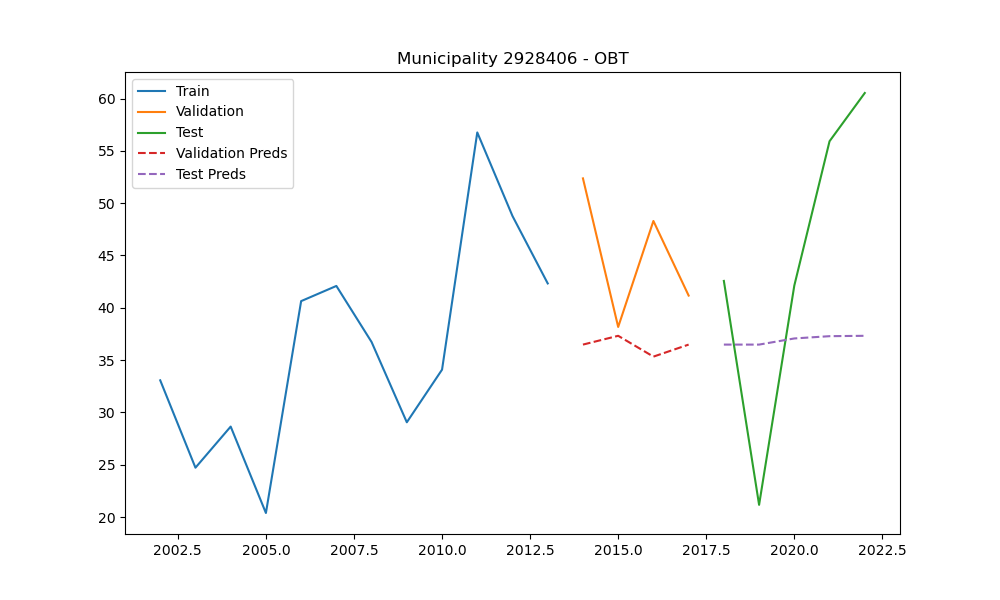 Municipality 2928406 - OBT
Train
Validation
Test
Validation Preds
Test Preds
60
55
50
45
40
35
30
25
20
2002.5 2005.0 2007.5 2010.0 2012.5 2015.0 2017.5 2020.0 2022.5